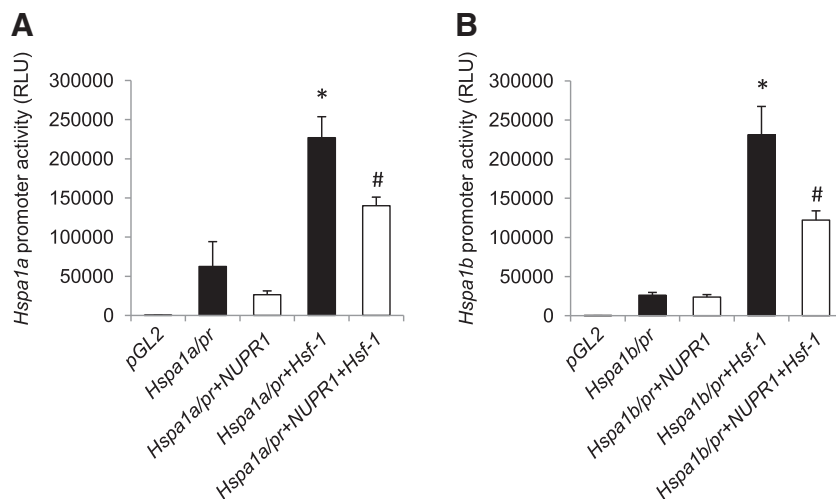 A
Hspa1a promoter activity (RLU)
300000
250000
200000
150000
100000
50000
0
*
#
pGL2
Hspa1a/pr
Hspa1a/pr+NUPR1
Hspa1a/pr+Hsf-1
Hspa1a/pr+NUPR1+Hsf-1
B
Hspa1b promoter activity (RLU)
300000
250000
200000
150000
100000
50000
0
*
#
pGL2
Hspa1b/pr
Hspa1b/pr+NUPR1
Hspa1b/pr+Hsf-1
Hspa1b/pr+NUPR1+Hsf-1